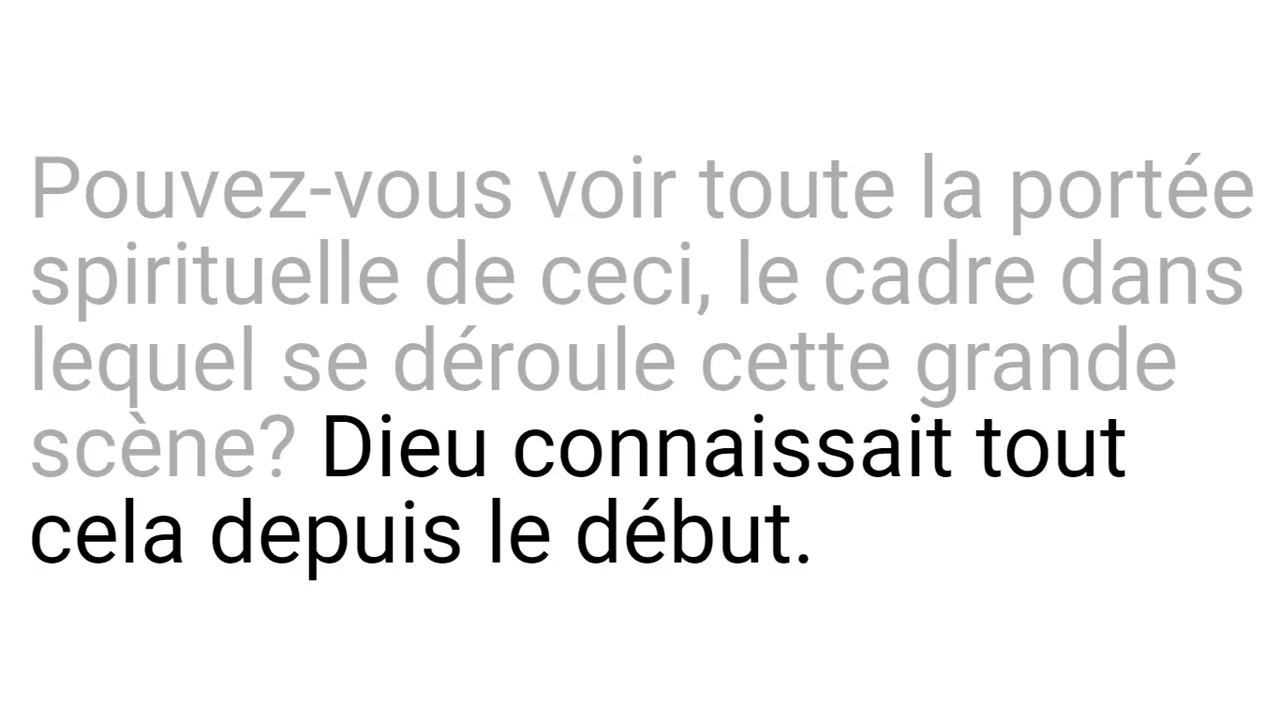 Pouvez-vous voir toute la portée
spirituelle de ceci, le cadre dans
lequel se déroule cette grande
scène? Dieu connaissait tout
cela depuis le début.